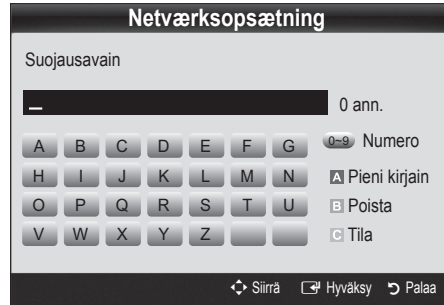 Netværksopsætning
Suojausavain
_ 0 ann.
A B C D E F G 0~9 Numero
H I J K L M N A Pieni kirjain
O P Q R S T U B Poista
V W X Y Z C Tila
Siirrä Hyväksy Palaa